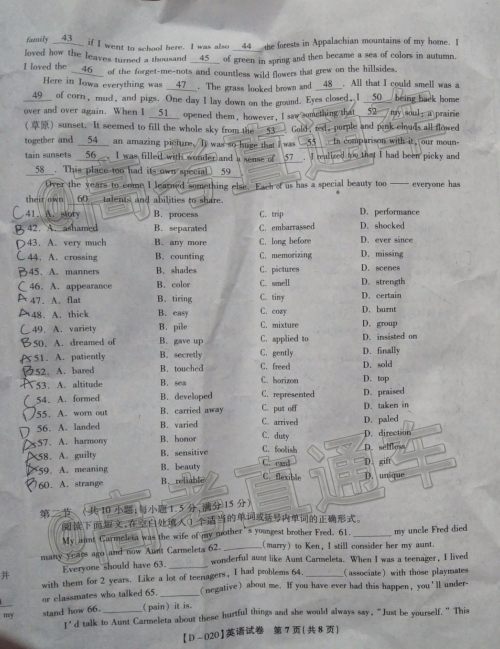 family 43 if I went to school here. I was also 44 the forests in Appalachian mountains of my home. I
loved how the leaves turned a thousand 45 of green in spring and then became a sea of colors in autumn.
I loved the 46 of the forget-me-nots and countless wild flowers that grew on the hillsides.
Here in Iowa everything was 47 . The grass looked brown and 48 . All that I could smell was a
49 of corn, mud, and pigs. One day I lay down on the ground. Eyes closed, I 50 being back home
over and over again. When I 51 opened them, however, I saw something that 52 my soul; a prairie
(草原) sunset. It seemed to fill the whole sky from the 53 . Gold, red, purple and pink clouds all flowed
together and 54 an amazing picture. It was so huge that I was 55 . In comparison with it, our moun-
tain sunsets 56 . I was filled with wonder and a sense of 57 . I realized too that I had been picky and
58 . This place too had its own special 59
Over the years to come I learned something else. Each of us has a special beauty too —— everyone has
their own 60 talents and abilities to share.
C 41. A. story B. process C. trip D. performance
B 42. A. ashamed B. separated C. embarrassed D. shocked
D 43. A. very much B. any more C. long before D. ever since
C 44. A. crossing B. counting C. memorizing D. missing
B 45. A. manners B. shades C. pictures D. scenes
C 46. A. appearance B. color C. smell D. strength
A 47. A. flat B. tiring C. tiny D. certain
A 48. A. thick B. easy C. cozy D. burnt
C 49. A. variety B. pile C. mixture D. group
B 50. A. dreamed of B. gave up C. applied to D. insisted on
A 51. A. patiently B. secretly C. gently D. finally
B 52. A. bared B. touched C. freed D. sold
A 53. A. altitude B. sea C. horizon D. top
C 54. A. formed B. developed C. represented D. praised
D 55. A. worn out B. carried away C. put off D. taken in
D 56. A. landed B. varied C. arrived D. paled
A 57. A. harmony B. honor C. duty D. direction
A 58. A. guilty B. sensitive C. foolish D. selfless
B 59. A. meaning B. beauty C. card D. gift
B 60. A. strange B. reliable C. flexible D. unique
第二节 (共10小题;每小题1.5分,满分15分)
阅读下面短文,在空白处填入1个适当的单词或括号内单词的正确形式。
My aunt Carmeleta was the wife of my mother's youngest brother Fred. 61. my uncle Fred died
many years ago and now Aunt Carmeleta 62. (marry) to Ken, I still consider her my aunt.
Everyone should have 63. wonderful aunt like Aunt Carmeleta. When I was a teenager, I lived
with them for 2 years. Like a lot of teenagers, I had problems 64. (associate) with those playmates
or classmates who talked 65. (negative) about me. If you have ever had this happen, you'll under-
stand how 66. (pain) it is.
I'd talk to Aunt Carmeleta about these hurtful things and she would always say, "Just be yourself." This
【D-020】英语试卷 第7页(共8页)
并
my
@高考直通车
@高考直通车